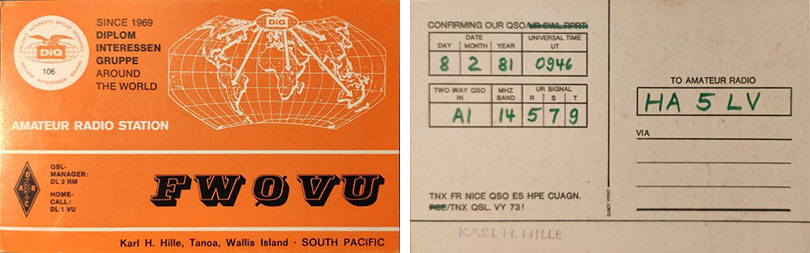 SINCE 1969
DIPLOM
INTERESSEN
GRUPPE
AROUND
THE WORLD
DIG
106
DIG
AMATEUR RADIO STATION
DARC
QSL-
MANAGER:
DL 2 RM
HOME-
CALL:
DL 1 VU
FWØVU
Karl H. Hille, Tanoa, Wallis Island · SOUTH PACIFIC
CONFIRMING OUR QSO/UR SWL RPRT
DATE
DAY MONTH YEAR
UNIVERSAL TIME
UT
8 2 81 0946
TWO WAY QSO
IN
MHZ
BAND
UR SIGNAL
R S T
A1 14 5 7 9
TNX FR NICE QSO ES HPE CUAGN.
PSE/TNX QSL. VY 73!
KARL H. HILLE
TO AMATEUR RADIO
HA 5 LV
VIA